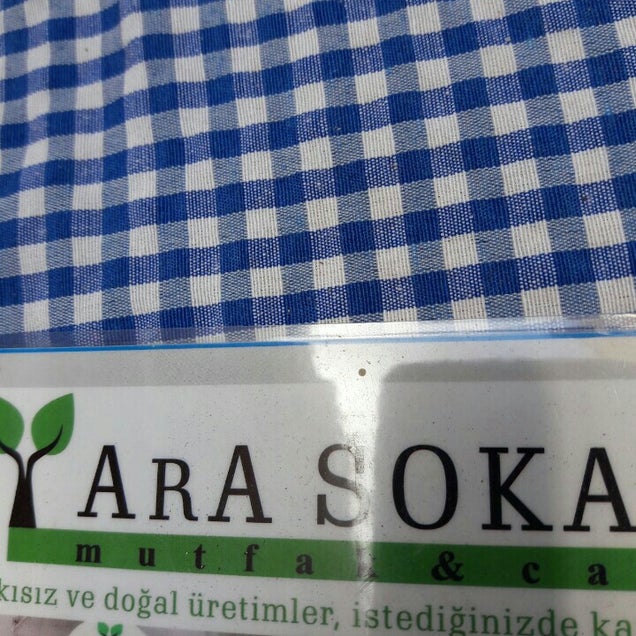 ARA SOKA
mutfa & ca
kısız ve doğal üretimler, istediğinizde ka